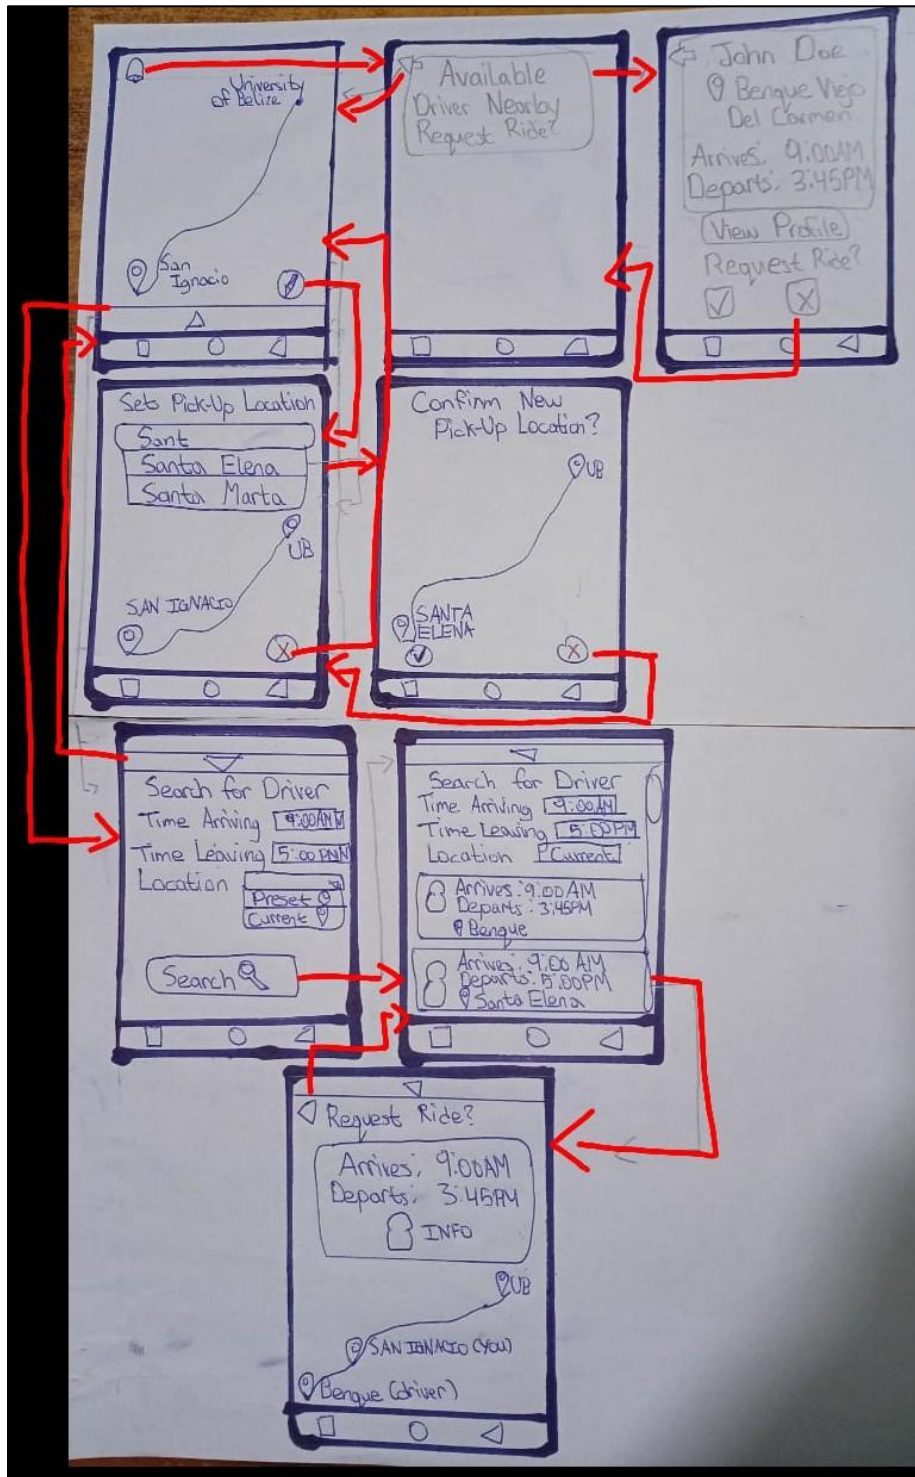 University
of Belize
San
Ignacio
Available
Driver Nearby
Request Ride?
John Doe
Benque Viejo
Del Carmen
Arrives: 9:00AM
Departs: 3:45PM
View Profile
Request Ride?
Set Pick-Up Location
Sant
Santa Elena
Santa Marta
UB
SAN IGNACIO
Confirm New
Pick-Up Location?
UB
SANTA
ELENA
Search for Driver
Time Arriving 9:00AM
Time Leaving 5:00PM
Location
Preset
Current
Search
Search for Driver
Time Arriving 9:00AM
Time Leaving 5:00PM
Location Current
Arrives: 9:00AM
Departs: 3:45PM
Benque
Arrives: 9:00 AM
Departs: 5:00PM
Santa Elena
Request Ride?
Arrives: 9:00AM
Departs: 3:45PM
INFO
UB
SAN IGNACIO (YOU)
Benque (driver)